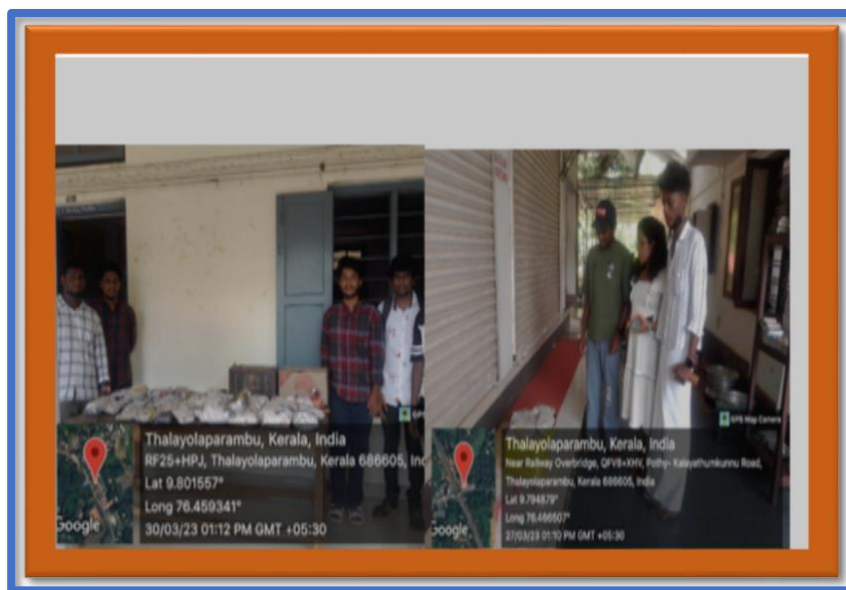 GPS
Thalayolaparambu, Kerala, India
RF25+HPJ, Thalayolaparambu, Kerala 686605, Ind
Lat 9.801557°
Long 76.459341°
30/03/23 01:12 PM GMT +05:30
Google
GPS Map Camera
Thalayolaparambu, Kerala, India
Near Railway Overbridge, QFV8+XHV, Pothy- Kalayathumkunnu Road,
Thalayolaparambu, Kerala 686605, India
Lat 9.794879°
Long 76.466507°
27/03/23 01:10 PM GMT +05:30
Google